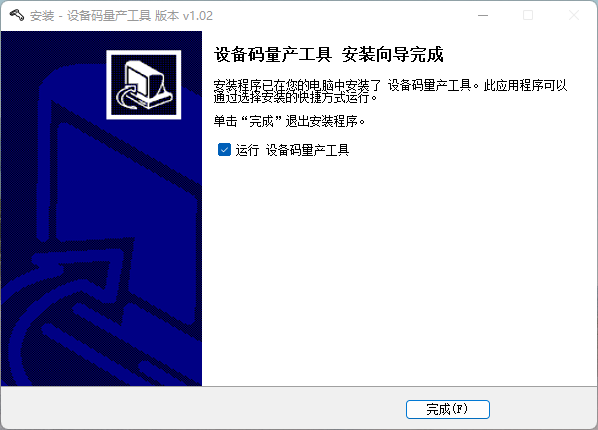 安装 - 设备码量产工具 版本 v1.02
设备码量产工具 安装向导完成
安装程序已在您的电脑中安装了 设备码量产工具。此应用程序可以
通过选择安装的快捷方式运行。
单击“完成”退出安装程序。
运行 设备码量产工具
完成(F)